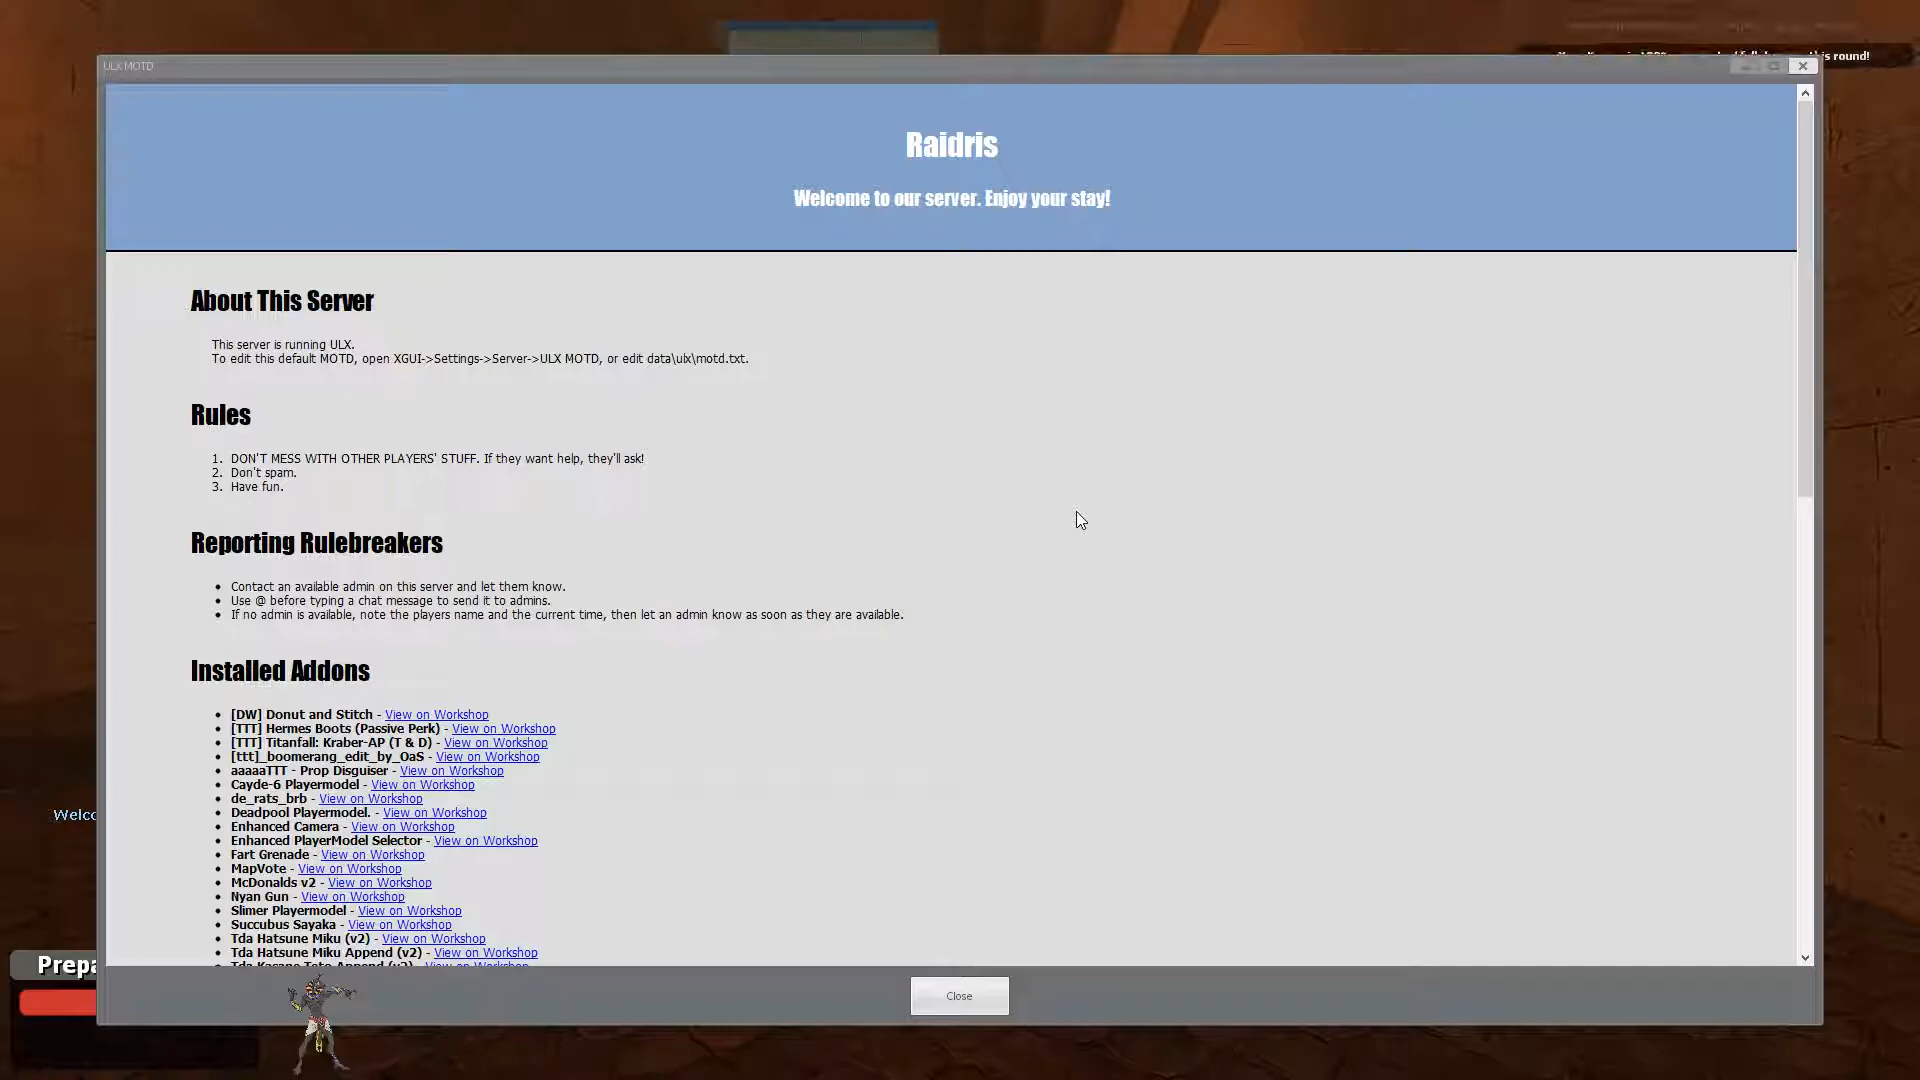 s round!
ULX MOTD
Raidris
Welcome to our server. Enjoy your stay!
About This Server
This server is running ULX.
To edit this default MOTD, open XGUI->Settings->Server->ULX MOTD, or edit data\ulx\motd.txt.
Rules
1. DON'T MESS WITH OTHER PLAYERS' STUFF. If they want help, they'll ask!
2. Don't spam.
3. Have fun.
Reporting Rulebreakers
• Contact an available admin on this server and let them know.
• Use @ before typing a chat message to send it to admins.
• If no admin is available, note the players name and the current time, then let an admin know as soon as they are available.
Installed Addons
• [DW] Donut and Stitch - View on Workshop
• [TTT] Hermes Boots (Passive Perk) - View on Workshop
• [TTT] Titanfall: Kraber-AP (T & D) - View on Workshop
• [ttt]_boomerang_edit_by_OaS - View on Workshop
• aaaaaTTT - Prop Disguiser - View on Workshop
• Cayde-6 Playermodel - View on Workshop
• de_rats_brb - View on Workshop
• Deadpool Playermodel. - View on Workshop
• Enhanced Camera - View on Workshop
• Enhanced PlayerModel Selector - View on Workshop
• Fart Grenade - View on Workshop
• MapVote - View on Workshop
• McDonalds v2 - View on Workshop
• Nyan Gun - View on Workshop
• Slimer Playermodel - View on Workshop
• Succubus Sayaka - View on Workshop
• Tda Hatsune Miku (v2) - View on Workshop
• Tda Hatsune Miku Append (v2) - View on Workshop
• Tda Kasane Teto Append (v2) - View on Workshop
Welco
Prepa
Close